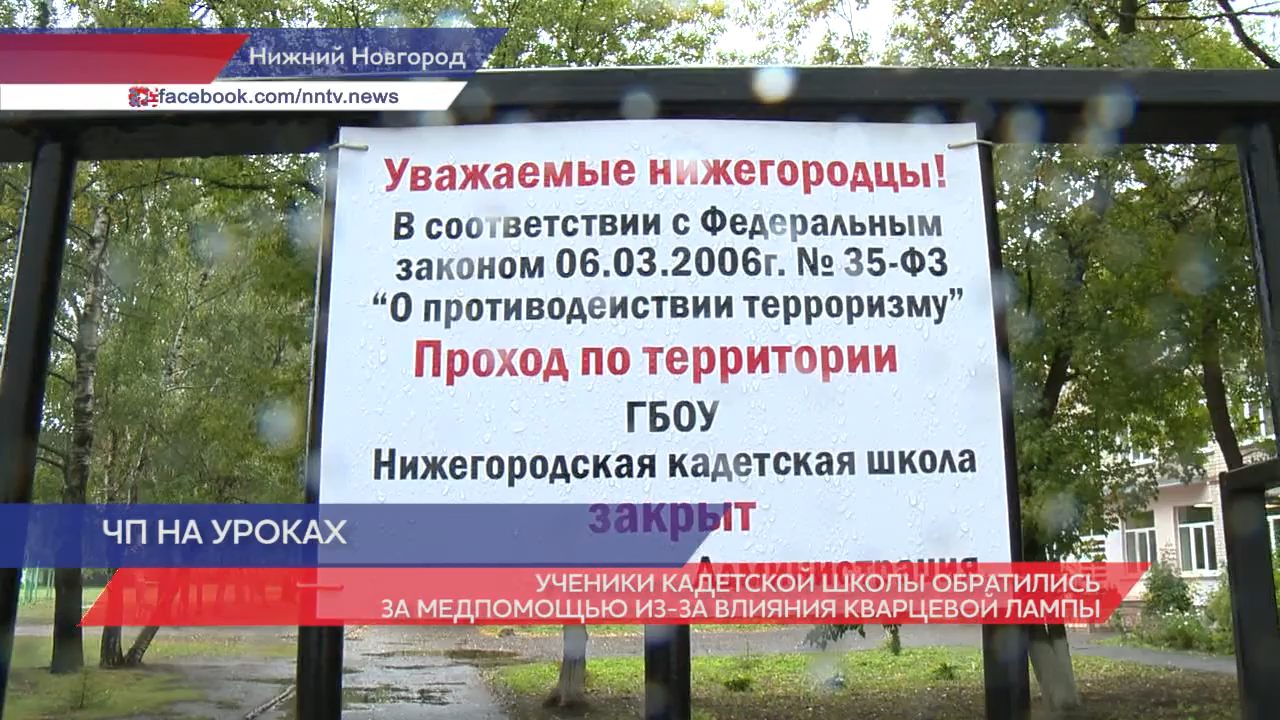 Нижний Новгород
facebook.com/nntv.news
Уважаемые нижегородцы!
В соответствии с Федеральным
законом 06.03.2006г. № 35-ФЗ
“О противодеиствии терроризму”
Проход по территории
ГБОУ
Нижегородская кадетская школа
закрыт
Администрация
ЧП НА УРОКАХ
УЧЕНИКИ КАДЕТСКОЙ ШКОЛЫ ОБРАТИЛИСЬ
ЗА МЕДПОМОЩЬЮ ИЗ-ЗА ВЛИЯНИЯ КВАРЦЕВОЙ ЛАМПЫ